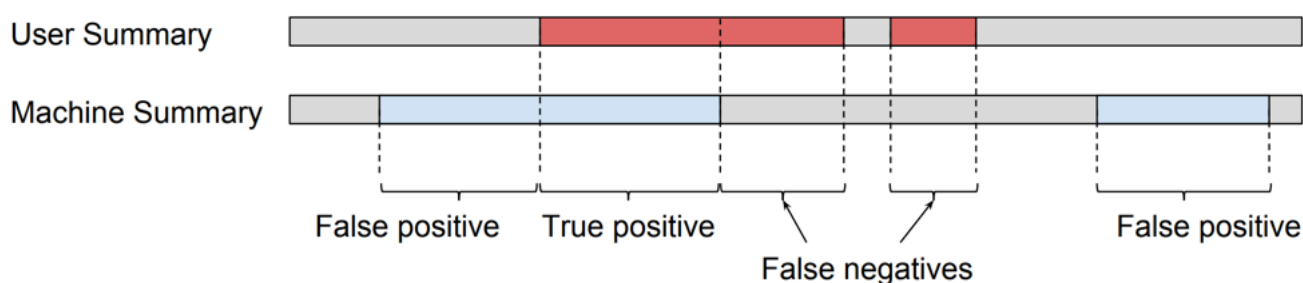 User Summary
Machine Summary
False positive
True positive
False positive
False negatives